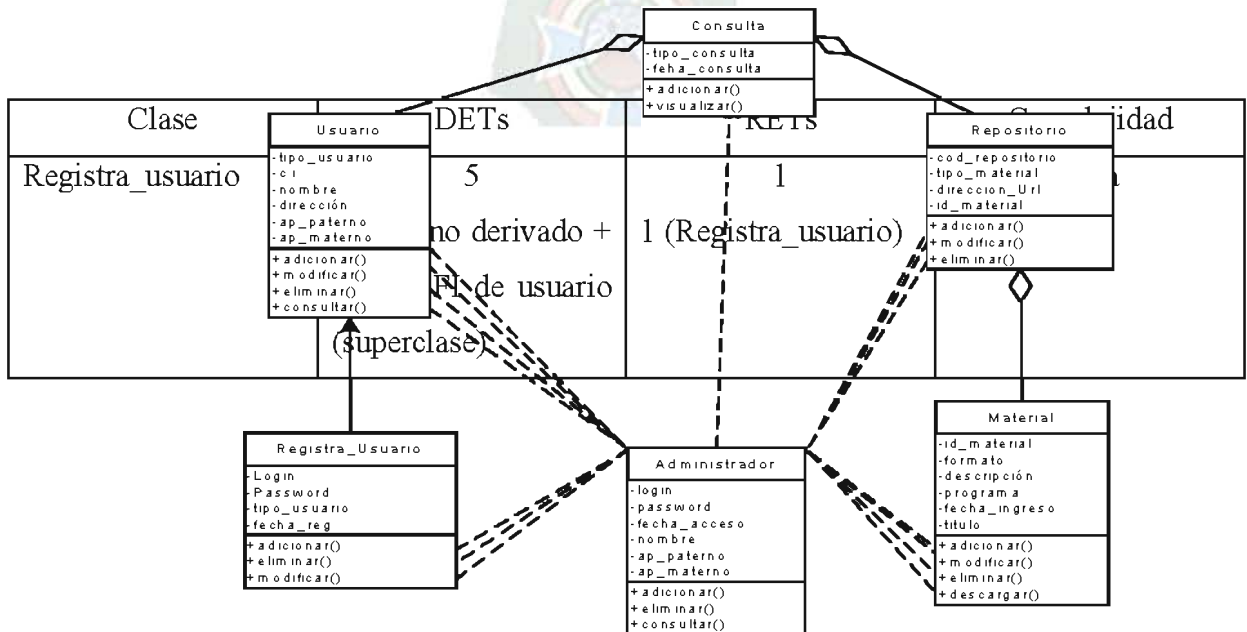 Consulta
-tipo_consulta
-feha_consulta
+adicionar()
+visualizar()
Clase
DETs
RETs
jidad
Usuario
-tipo_usuario
-ci
-nombre
-dirección
-ap_paterno
-ap_materno
+adicionar()
+modificar()
+eliminar()
+consultar()
Repositorio
-cod_repositorio
-tipo_material
-direccion_Url
-id_material
+adicionar()
+modificar()
+eliminar()
Registra_usuario
5
1
no derivado +
1 (Registra_usuario)
de usuario
(superclase)
Registra_Usuario
-Login
-Password
-tipo_usuario
-fecha_reg
+adicionar()
+eliminar()
+modificar()
Administrador
-login
-password
-fecha_acceso
-nombre
-ap_paterno
-ap_materno
+adicionar()
+eliminar()
+consultar()
Material
-id_material
-formato
-descripción
-programa
-fecha_ingreso
-titulo
+adicionar()
+modificar()
+eliminar()
+descargar()